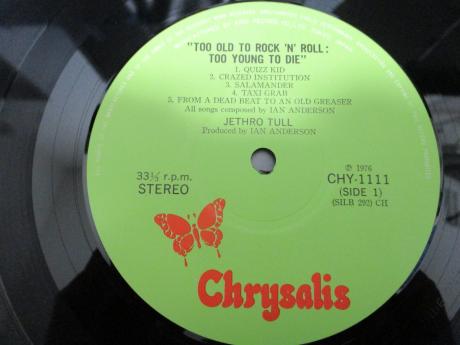 "TOO OLD TO ROCK 'N' ROLL:
TOO YOUNG TO DIE"
1. QUIZZ KID
2. CRAZED INSTITUTION
3. SALAMANDER
4. TAXI GRAB
5. FROM A DEAD BEAT TO AN OLD GREASER
All songs composed by IAN ANDERSON
JETHRO TULL
Produced by IAN ANDERSON
33⅓ r.p.m.
STEREO
Ⓟ 1976
CHY-1111
(SIDE 1)
(SILB 292) CH
Chrysalis